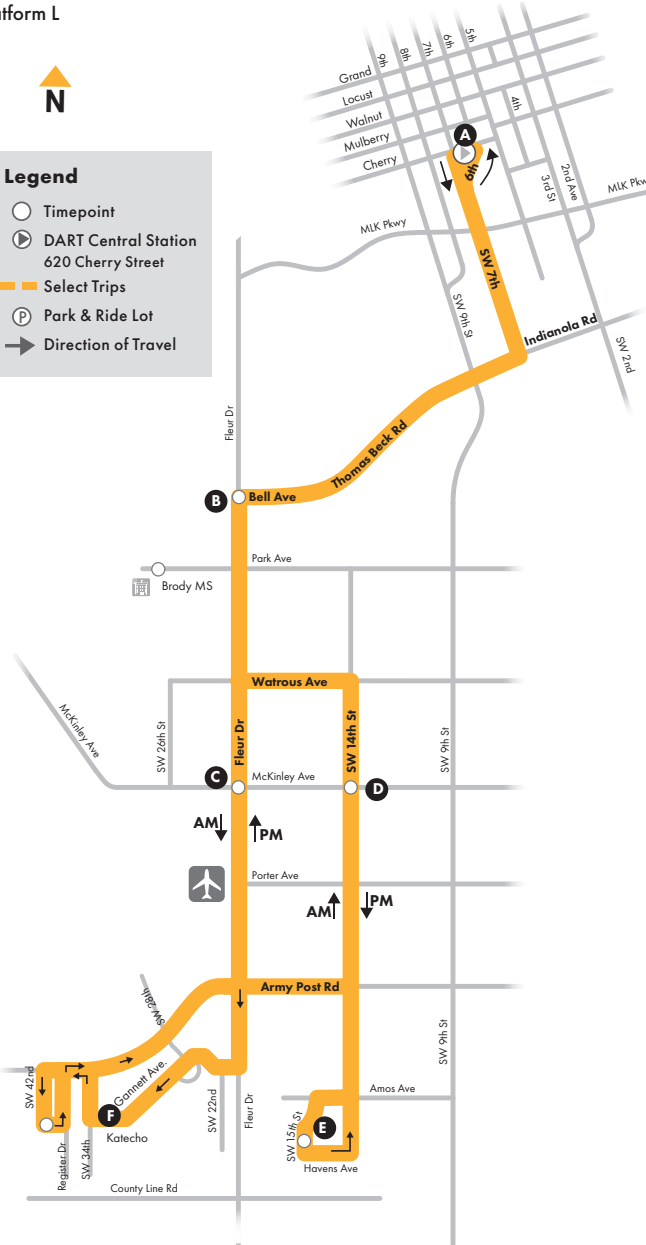 atform L
N
Legend
Timepoint
DART Central Station
620 Cherry Street
Select Trips
P Park & Ride Lot
Direction of Travel
9th
8th
7th
6th
5th
Grand
Locust
Walnut
Mulberry
Cherry
4th
A
6th
3rd St
2nd Ave
MLK Pkw
MLK Pkwy
SW 7th
SW 9th St
Indianola Rd
SW 2nd
Fleur Dr
Thomas Beck Rd
B
Bell Ave
Park Ave
Brody MS
Watrous Ave
McKinley Ave
SW 26th St
Fleur Dr
SW 14th St
SW 9th St
C
McKinley Ave
D
AM
PM
Porter Ave
AM
PM
Army Post Rd
SW 28th
SW 9th St
SW 42nd
Gannett Ave.
SW 22nd
Fleur Dr
Amos Ave
F
Katecho
SW 15th St
E
Register Dr
SW 34th
Havens Ave
County Line Rd